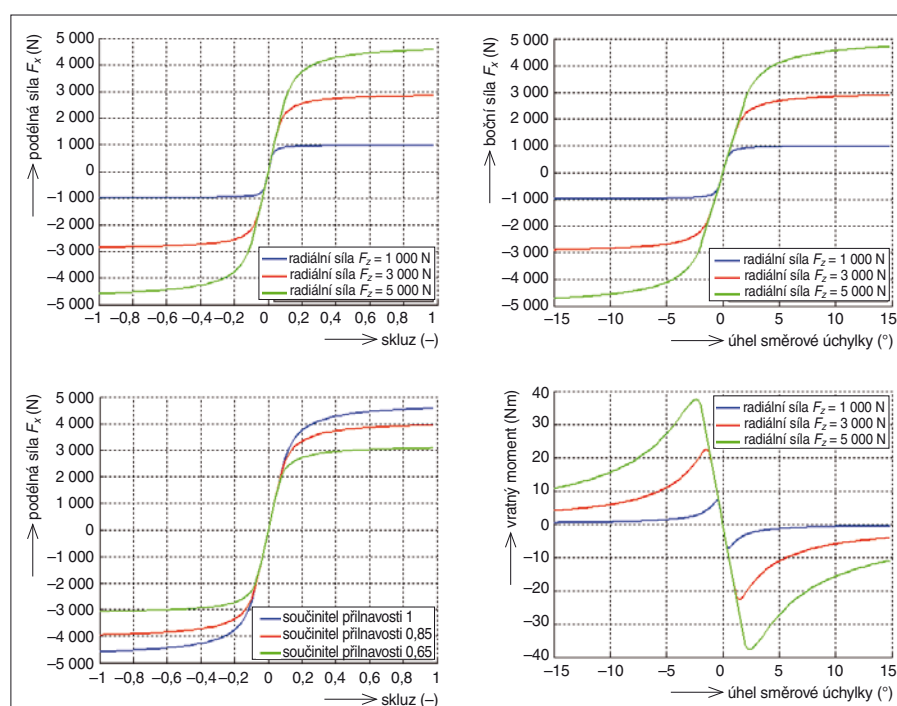 podélná síla Fx (N)
5 000
4 000
3 000
2 000
1 000
0
–1 000
–2 000
–3 000
–4 000
–5 000
radiální síla Fz = 1 000 N
radiální síla Fz = 3 000 N
radiální síla Fz = 5 000 N
–1 –0,8 –0,6 –0,4 –0,2 0 0,2 0,4 0,6 0,8 1
skluz (–)
boční síla Fx (N)
5 000
4 000
3 000
2 000
1 000
0
–1 000
–2 000
–3 000
–4 000
–5 000
radiální síla Fz = 1 000 N
radiální síla Fz = 3 000 N
radiální síla Fz = 5 000 N
–15 –10 –5 0 5 10 15
úhel směrové úchylky (°)
podélná síla Fx (N)
5 000
4 000
3 000
2 000
1 000
0
–1 000
–2 000
–3 000
–4 000
–5 000
součinitel přilnavosti 1
součinitel přilnavosti 0,85
součinitel přilnavosti 0,65
–1 –0,8 –0,6 –0,4 –0,2 0 0,2 0,4 0,6 0,8 1
skluz (–)
vratný moment (Nm)
40
30
20
10
0
–10
–20
–30
–40
radiální síla Fz = 1 000 N
radiální síla Fz = 3 000 N
radiální síla Fz = 5 000 N
–15 –10 –5 0 5 10 15
úhel směrové úchylky (°)